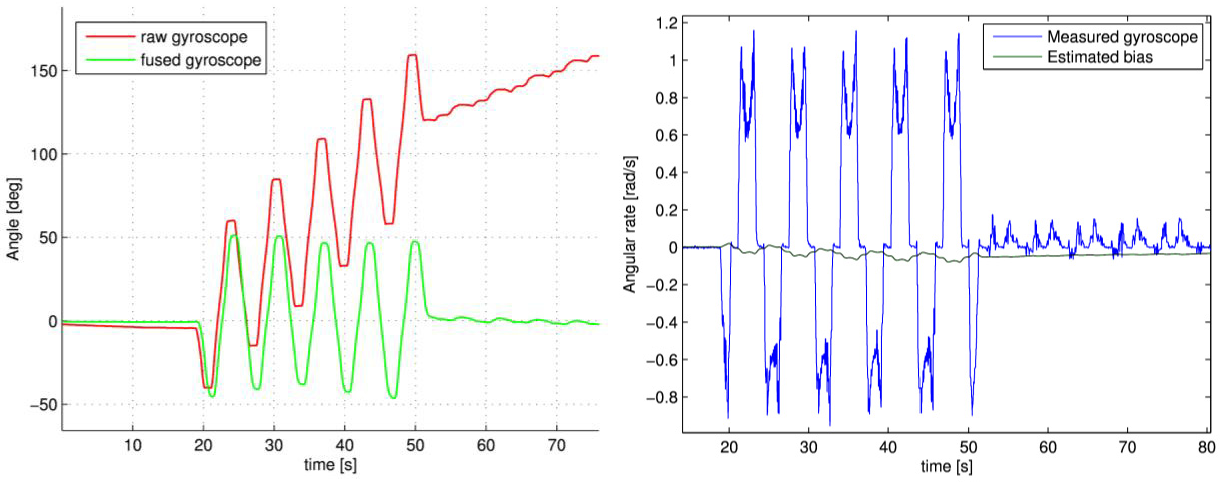 raw gyroscope
fused gyroscope
150
100
50
0
−50
Angle [deg]
10 20 30 40 50 60 70
time [s]
Measured gyroscope
Estimated bias
1.2
1
0.8
0.6
0.4
0.2
0
−0.2
−0.4
−0.6
−0.8
Angular rate [rad/s]
20 30 40 50 60 70 80
time [s]